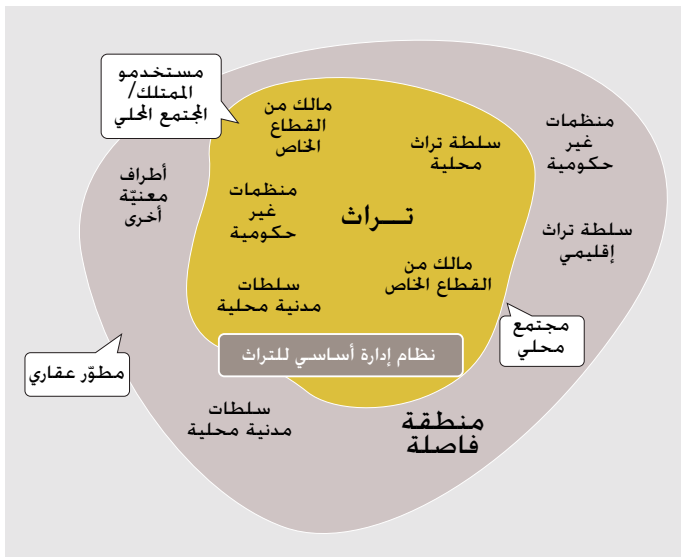 مستخدمو
الممتلك/
المجتمع المحلي
مالك من
القطاع
الخاص
سلطة تراث
محلية
منظمات
غير
حكومية
أطراف
معنيّة
أخرى
منظمات
غير
حكومية
تـــراث
سلطة تراث
إقليمي
مالك من
القطاع الخاص
سلطات
مدنية محلية
مجتمع
محلي
نظام إدارة أساسي للتراث
مطوّر عقاري
سلطات
مدنية محلية
منطقة
فاصلة